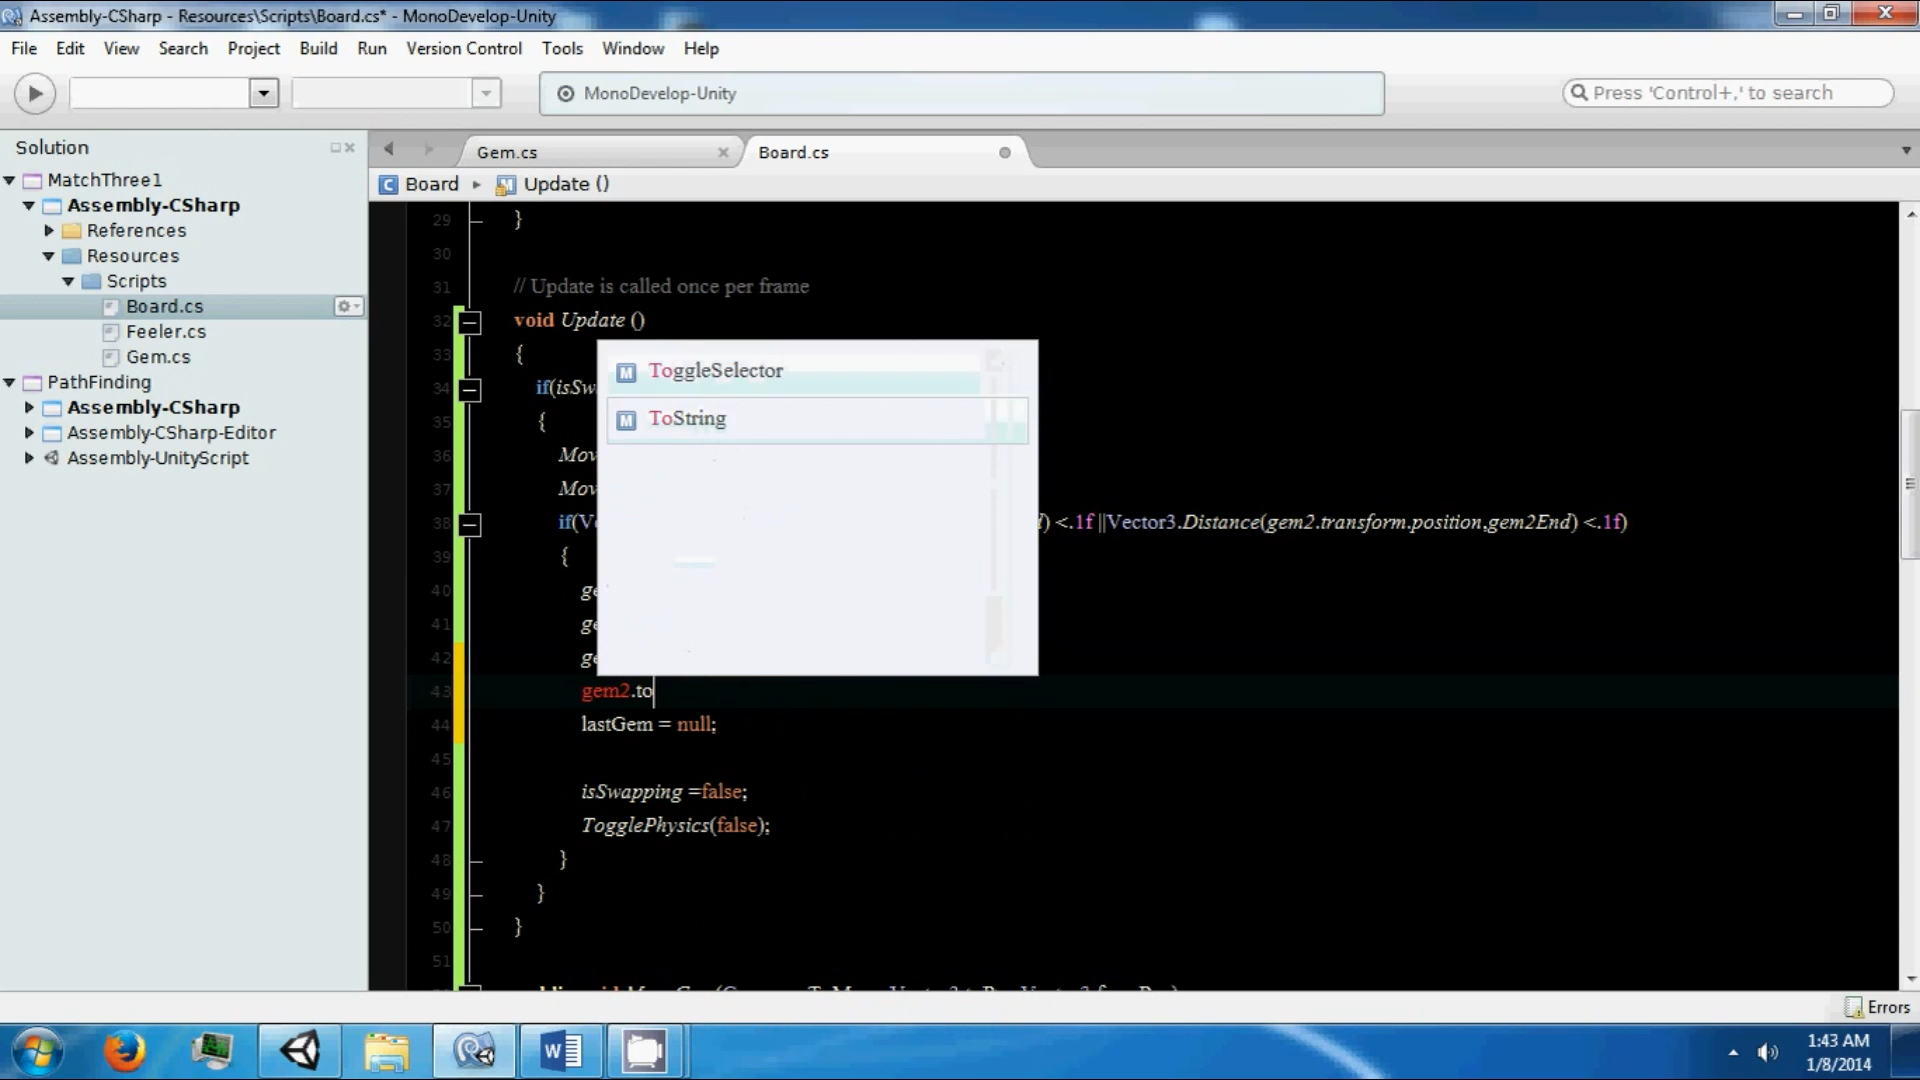 Assembly-CSharp - Resources\Scripts\Board.cs* - MonoDevelop-Unity
File Edit View Search Project Build Run Version Control Tools Window Help
MonoDevelop-Unity
Press 'Control+,' to search
Solution
MatchThree1
Assembly-CSharp
References
Resources
Scripts
Board.cs
Feeler.cs
Gem.cs
PathFinding
Assembly-CSharp
Assembly-CSharp-Editor
Assembly-UnityScript
Gem.cs
Board.cs
Board Update ()
29 }
30
31 // Update is called once per frame
32 void Update ()
33 {
34 if(isSw
35 {
36 Mov
37 Mov
38 if(Ve ) <.1f ||Vector3.Distance(gem2.transform.position,gem2End) <.1f)
39 {
40 ge
41 ge
42 ge
43 gem2.to
44 lastGem = null;
45
46 isSwapping =false;
47 TogglePhysics(false);
48 }
49 }
50 }
51
ToggleSelector
ToString
Errors
1:43 AM
1/8/2014